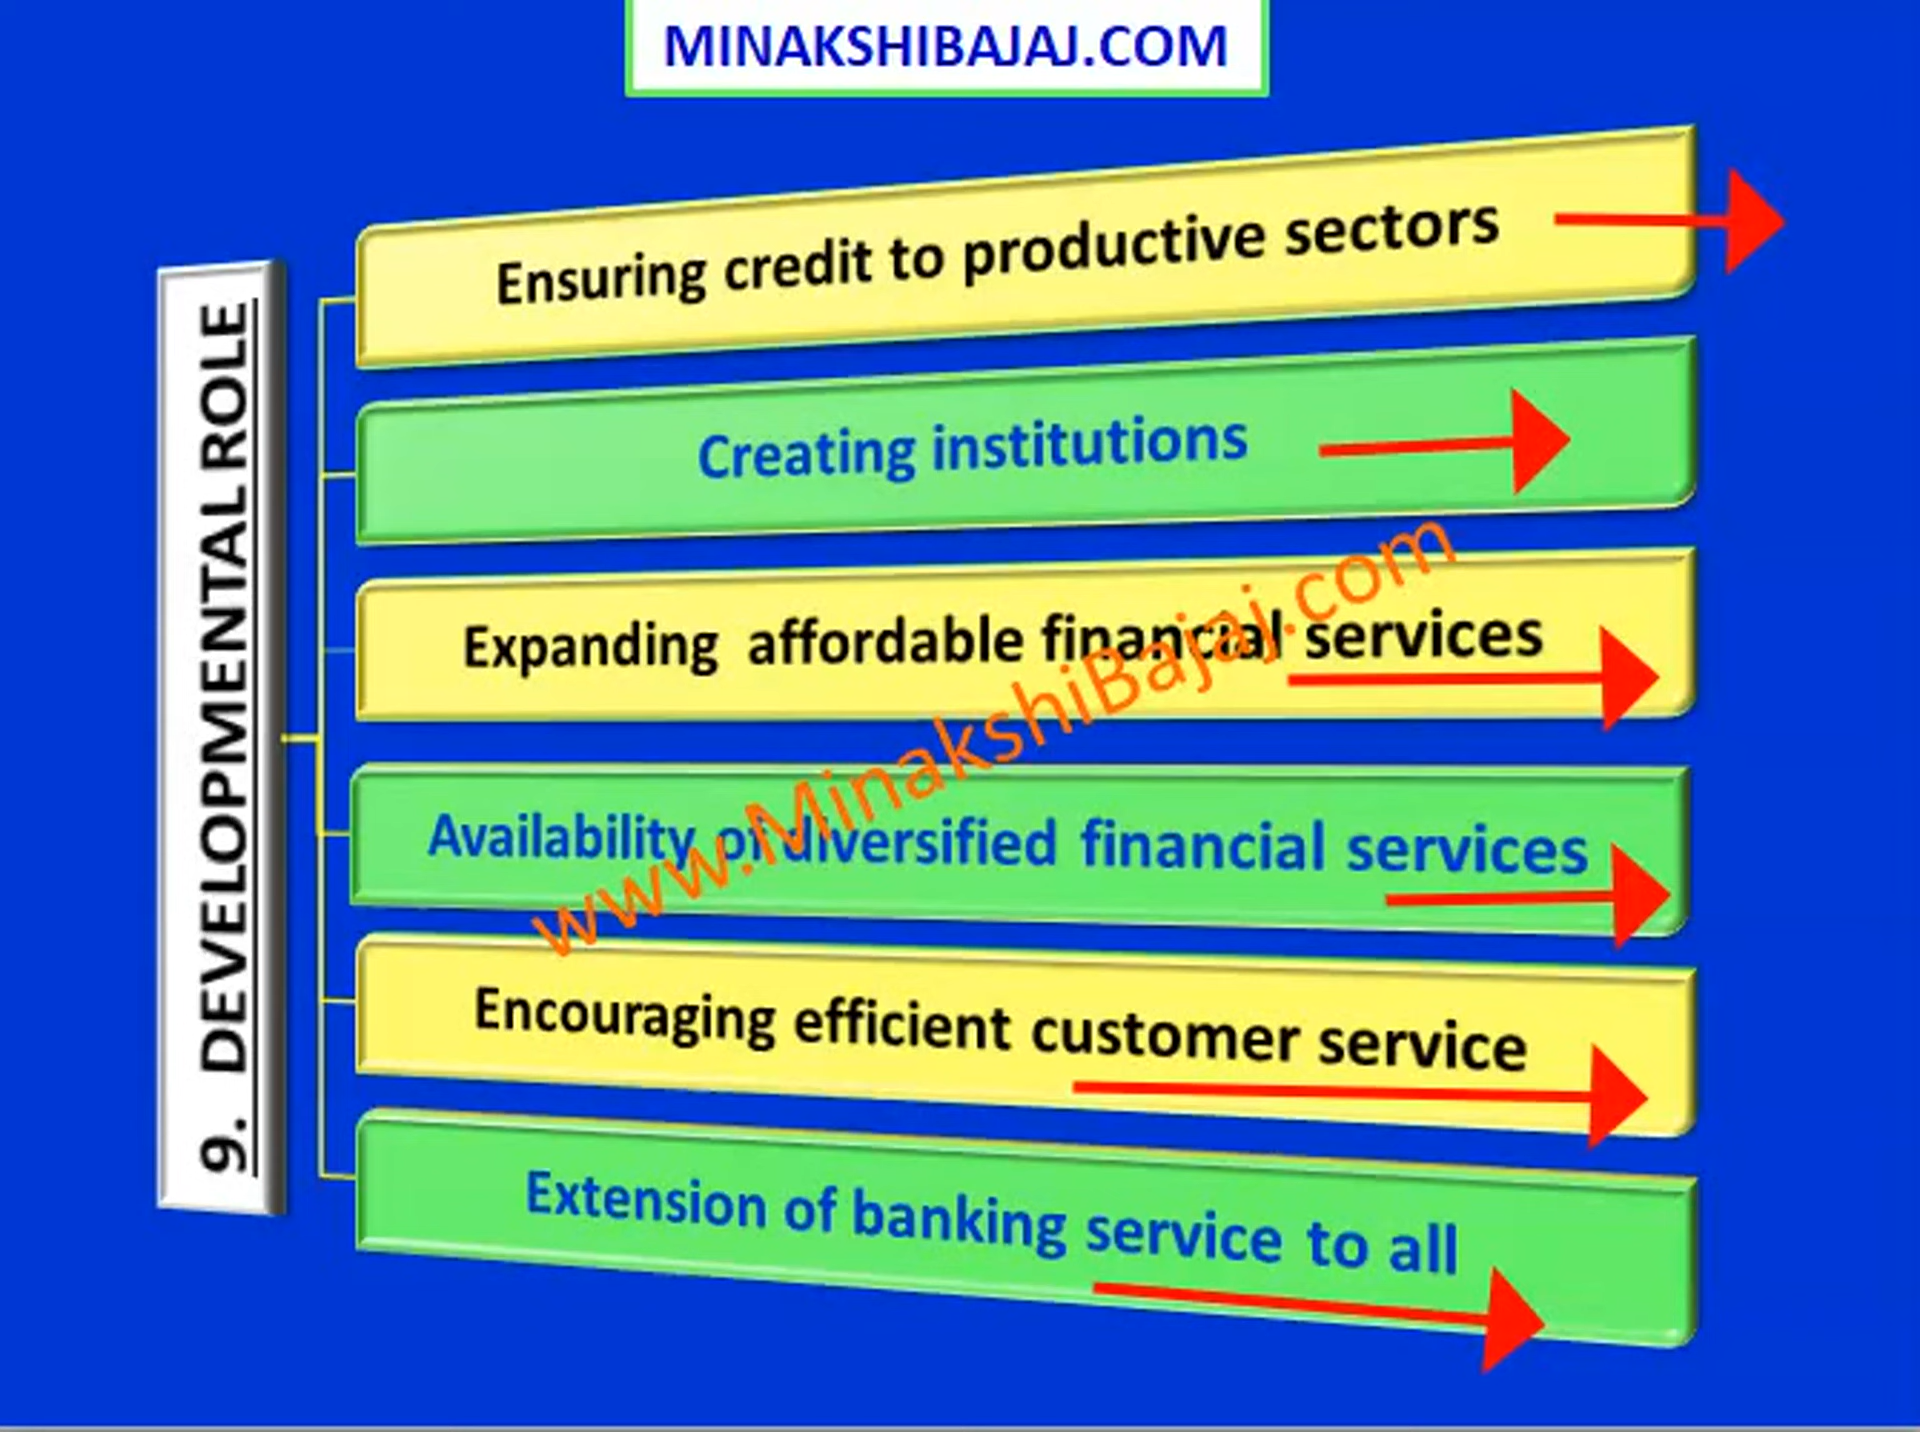 MINAKSHIBAJAJ.COM
9. DEVELOPMENTAL ROLE
Ensuring credit to productive sectors
Creating institutions
Expanding affordable financial services
Availability of diversified financial services
Encouraging efficient customer service
Extension of banking service to all
www.MinakshiBajaj.com